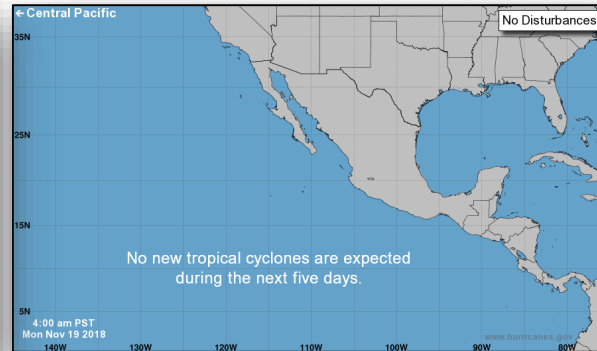 ← Central Pacific
No Disturbances
35N
25N
15N
No new tropical cyclones are expected
during the next five days.
5N
4:00 am PST
Mon Nov 19 2018
www.hurricanes.gov
140W 130W 120W 110W 100W 90W 80W